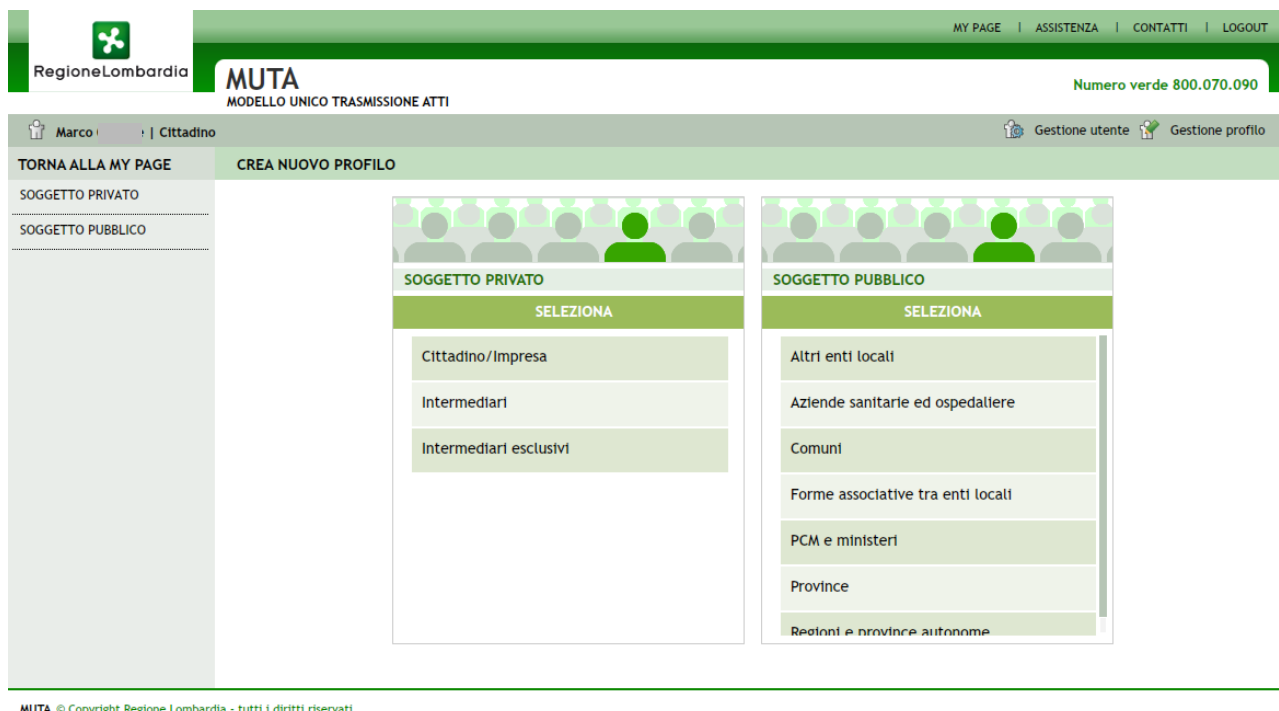 MY PAGE | ASSISTENZA | CONTATTI | LOGOUT
RegioneLombardia
MUTA
MODELLO UNICO TRASMISSIONE ATTI
Numero verde 800.070.090
Marco | Cittadino
Gestione utente Gestione profilo
TORNA ALLA MY PAGE
CREA NUOVO PROFILO
SOGGETTO PRIVATO
SOGGETTO PUBBLICO
SOGGETTO PRIVATO
SELEZIONA
Cittadino/Impresa
Intermediari
Intermediari esclusivi
SOGGETTO PUBBLICO
SELEZIONA
Altri enti locali
Aziende sanitarie ed ospedaliere
Comuni
Forme associative tra enti locali
PCM e ministeri
Province
Regioni e province autonome
MUTA © Copyright Regione Lombardia - tutti i diritti riservati